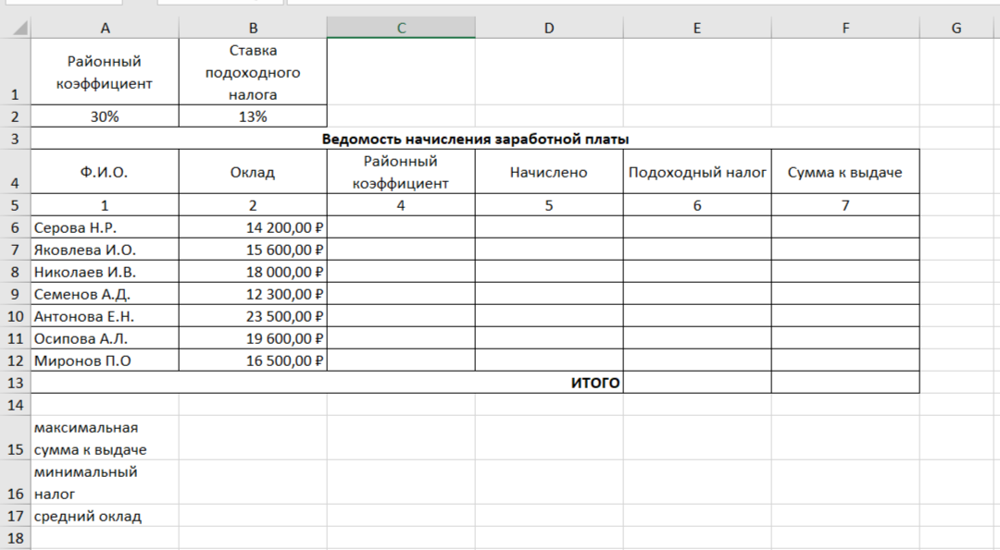 A B C D E F G
1 Районный коэффициент Ставка подоходного налога
2 30% 13%
3 Ведомость начисления заработной платы
4 Ф.И.О. Оклад Районный коэффициент Начислено Подоходный налог Сумма к выдаче
5 1 2 4 5 6 7
6 Серова Н.Р. 14 200,00 ₽
7 Яковлева И.О. 15 600,00 ₽
8 Николаев И.В. 18 000,00 ₽
9 Семенов А.Д. 12 300,00 ₽
10 Антонова Е.Н. 23 500,00 ₽
11 Осипова А.Л. 19 600,00 ₽
12 Миронов П.О 16 500,00 ₽
13 ИТОГО
14
15 максимальная сумма к выдаче
16 минимальный налог
17 средний оклад
18